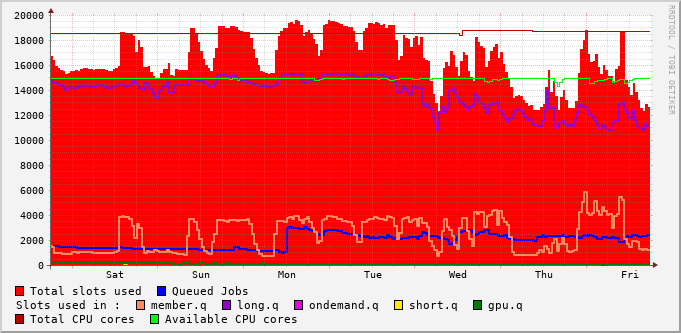 20000
18000
16000
14000
12000
10000
8000
6000
4000
2000
0
Sat Sun Mon Tue Wed Thu Fri
RRDTOOL / TOBI OETIKER
Total slots used Queued Jobs
Slots used in : member.q long.q ondemand.q short.q gpu.q
Total CPU cores Available CPU cores